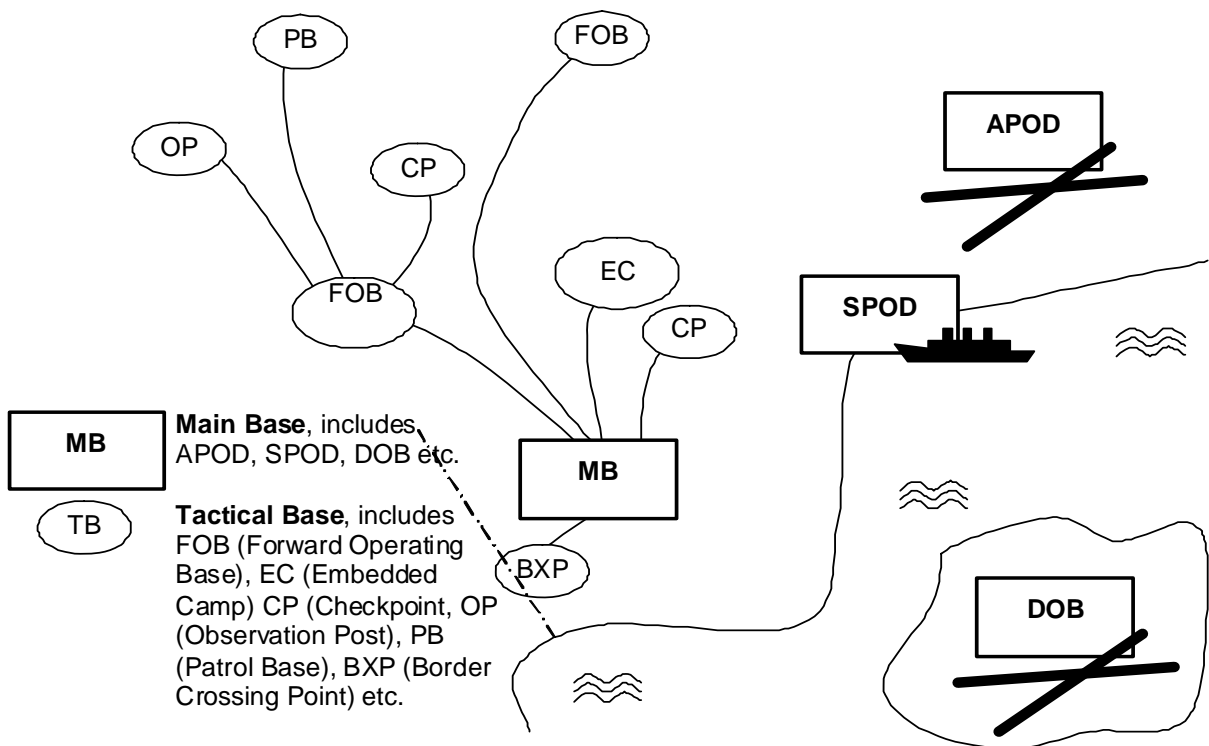 PB
FOB
APOD
OP
CP
EC
FOB
SPOD
CP
MB
Main Base, includes
APOD, SPOD, DOB etc.
MB
TB
Tactical Base, includes
FOB (Forward Operating
Base), EC (Embedded
Camp) CP (Checkpoint, OP
(Observation Post), PB
(Patrol Base), BXP (Border
Crossing Point) etc.
BXP
DOB